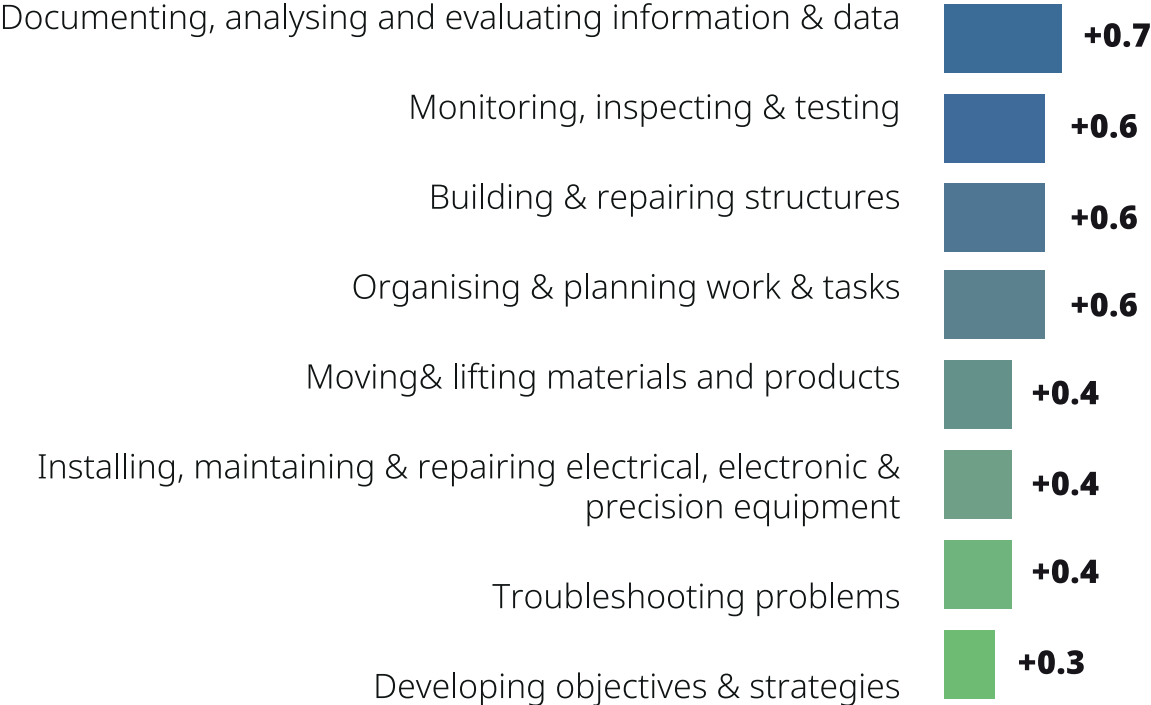 Documenting, analysing and evaluating information & data
+0.7
Monitoring, inspecting & testing
+0.6
Building & repairing structures
+0.6
Organising & planning work & tasks
+0.6
Moving& lifting materials and products
+0.4
Installing, maintaining & repairing electrical, electronic &
precision equipment
+0.4
Troubleshooting problems
+0.4
Developing objectives & strategies
+0.3